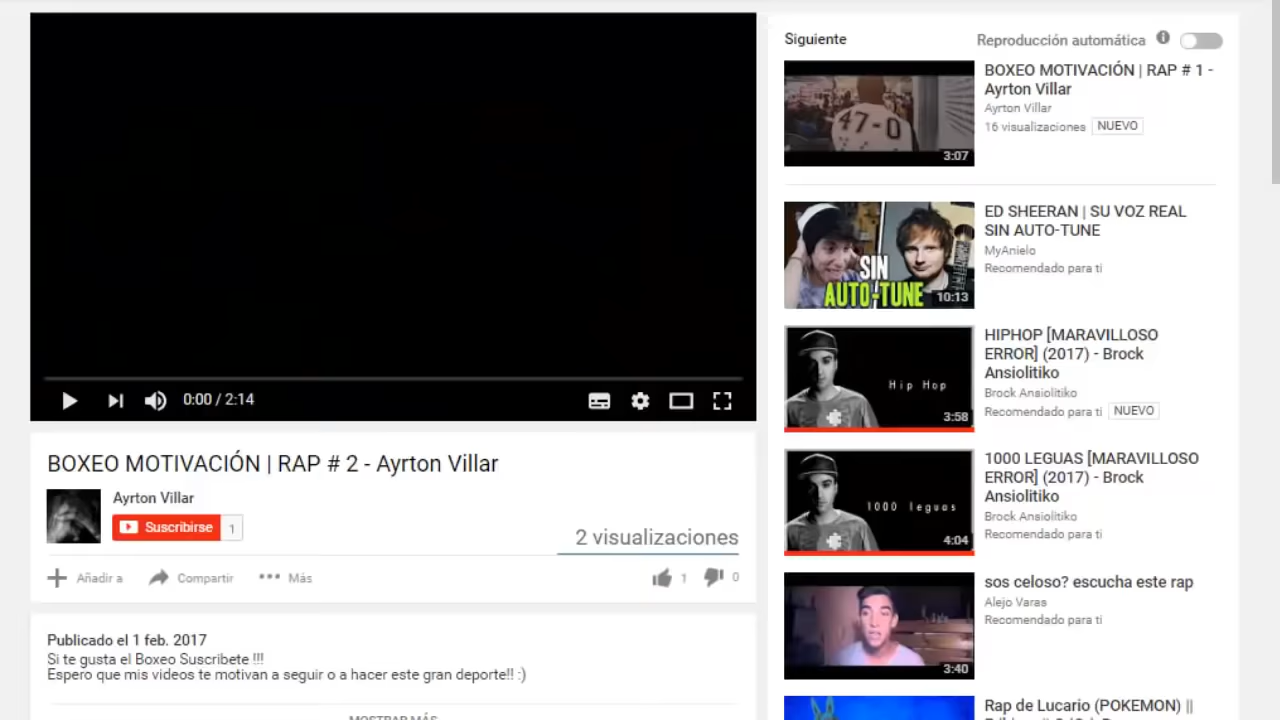 0:00 / 2:14
BOXEO MOTIVACIÓN | RAP # 2 - Ayrton Villar
Ayrton Villar
Suscribirse 1
2 visualizaciones
Añadir a Compartir Más 1 0
Publicado el 1 feb. 2017
Si te gusta el Boxeo Suscribete !!!
Espero que mis videos te motivan a seguir o a hacer este gran deporte!! :)
MOSTRAR MÁS
Siguiente Reproducción automática
47-0
3:07
BOXEO MOTIVACIÓN | RAP # 1 -
Ayrton Villar
Ayrton Villar
16 visualizaciones NUEVO
SIN
AUTO-TUNE
10:13
ED SHEERAN | SU VOZ REAL
SIN AUTO-TUNE
MyAnielo
Recomendado para ti
Hip Hop
3:58
HIPHOP [MARAVILLOSO
ERROR] (2017) - Brock
Ansiolitiko
Brock Ansiolitiko
Recomendado para ti NUEVO
1000 leguas
4:04
1000 LEGUAS [MARAVILLOSO
ERROR] (2017) - Brock
Ansiolitiko
Brock Ansiolitiko
Recomendado para ti
3:40
sos celoso? escucha este rap
Alejo Varas
Recomendado para ti
Rap de Lucario (POKEMON) ||